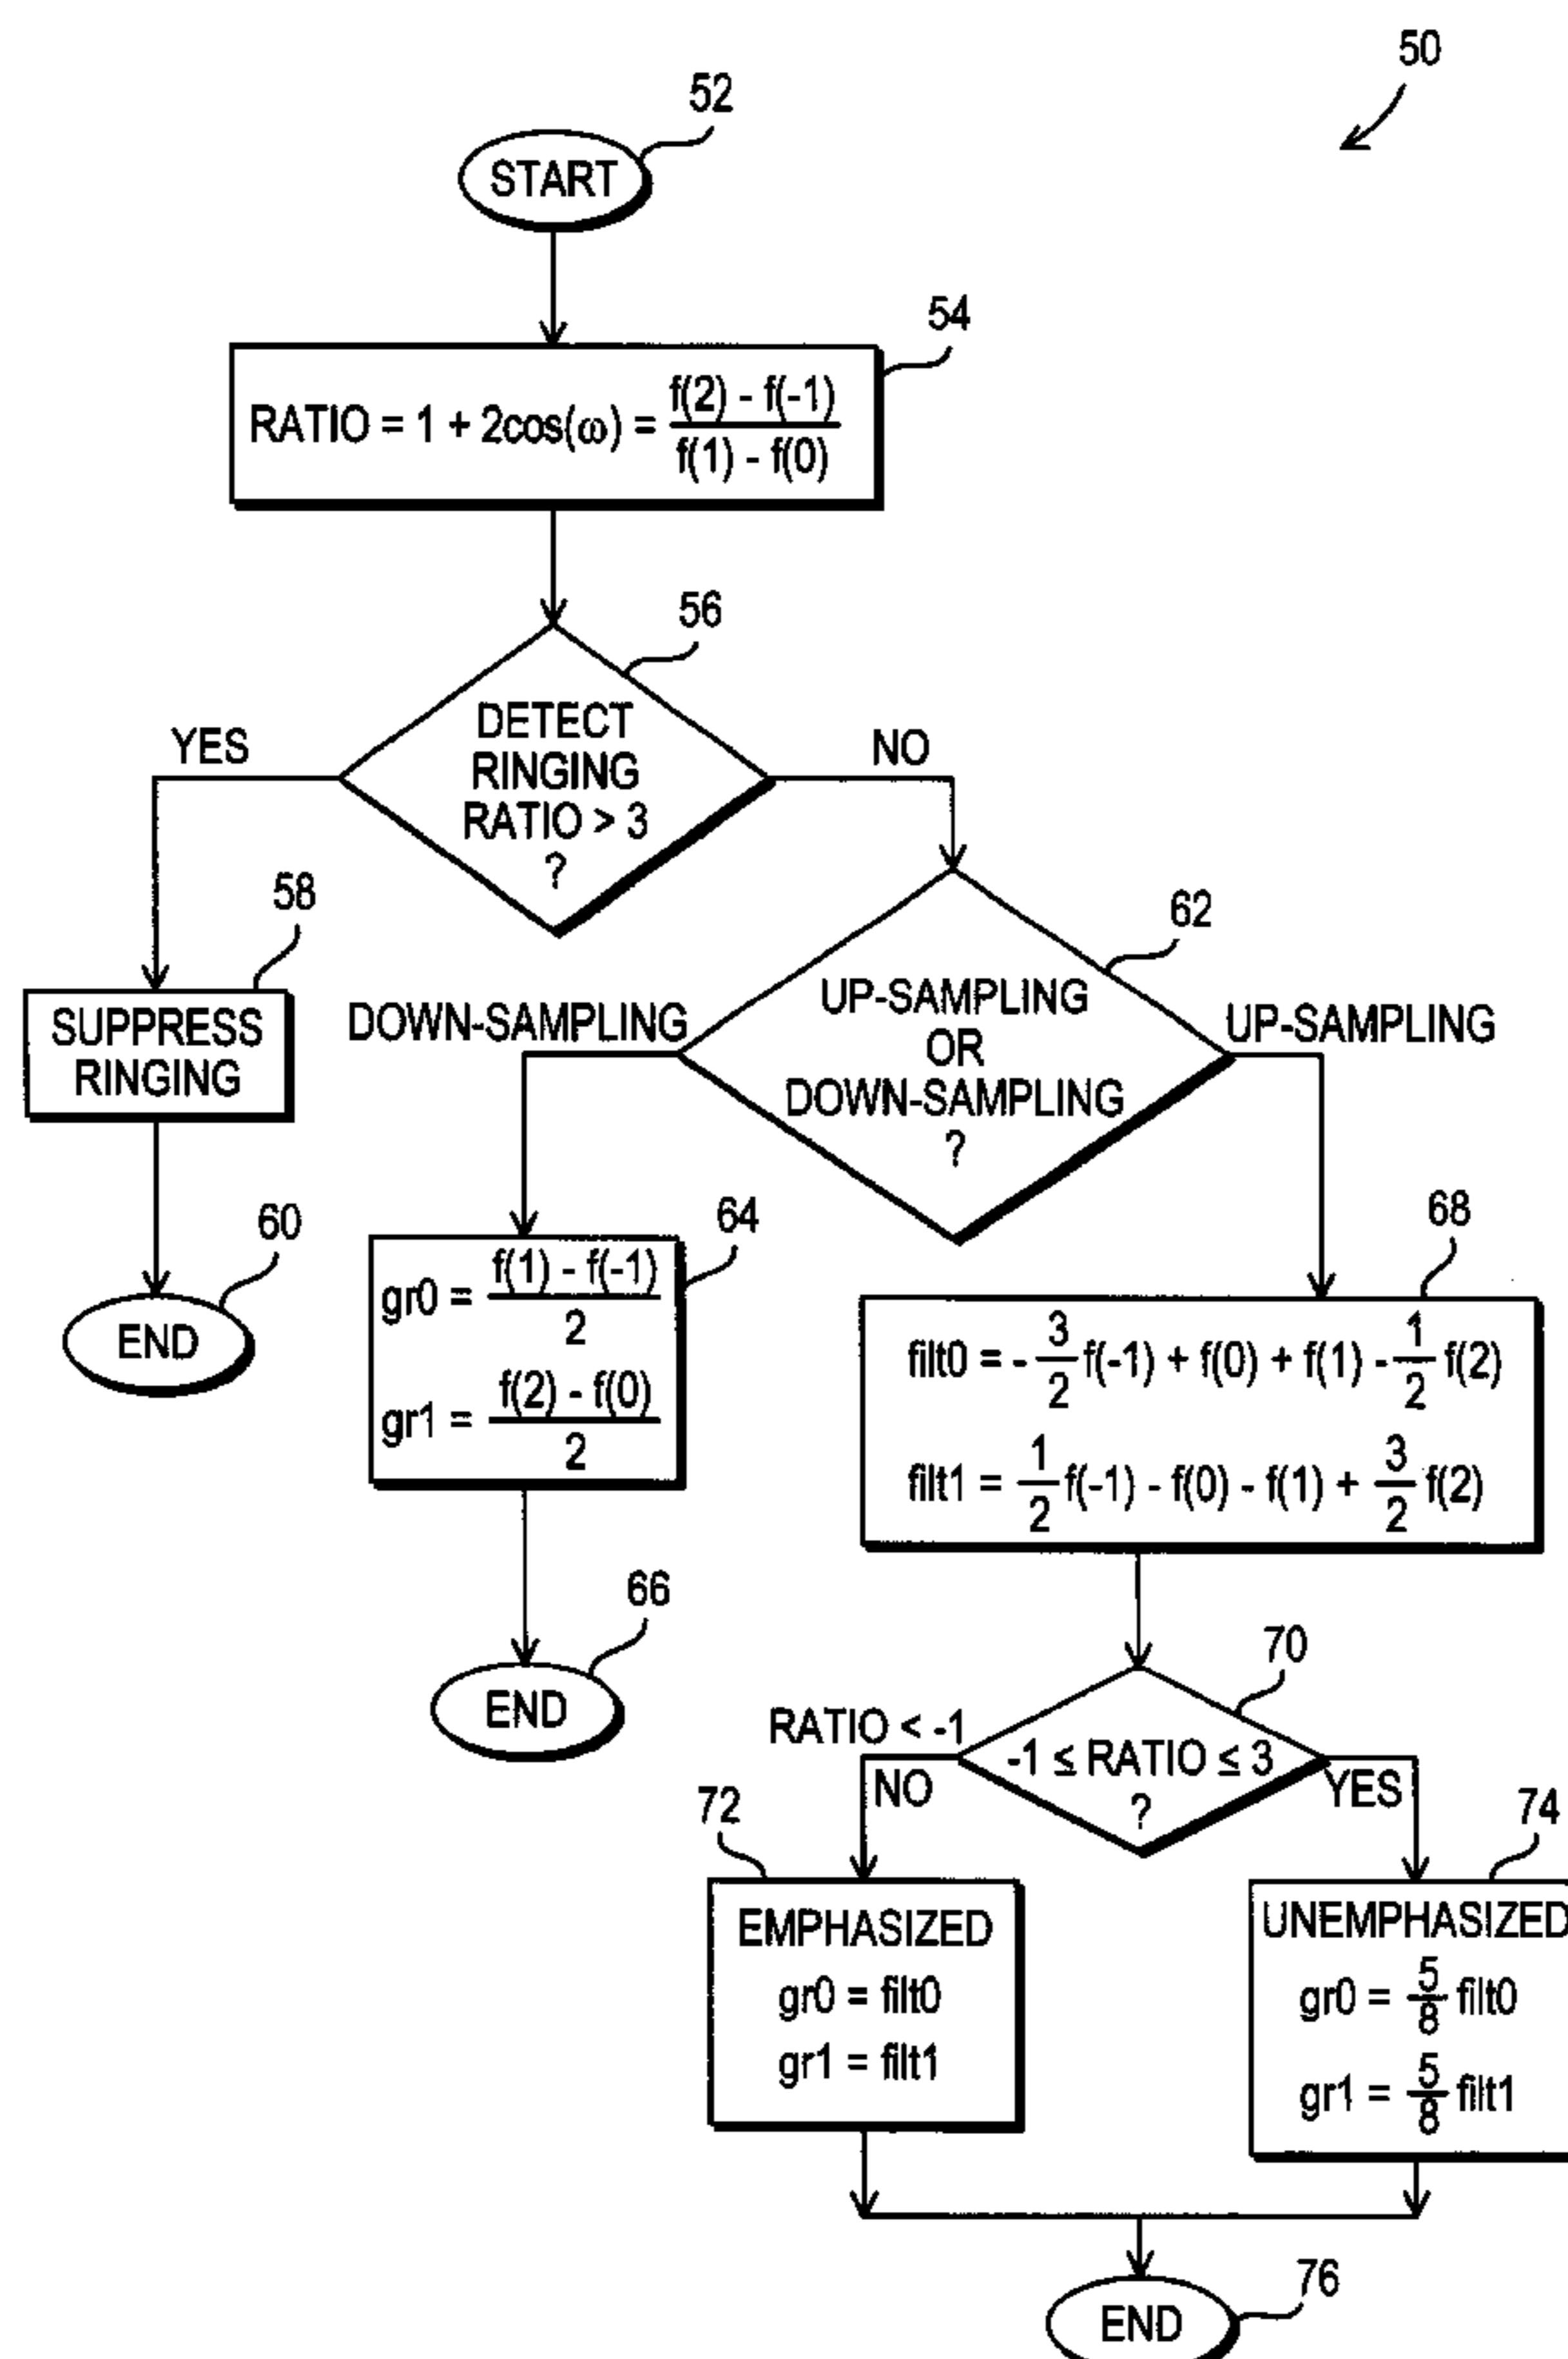 50
52
START
54
RATIO = 1 + 2cos(ω) = f(2) - f(-1) / f(1) - f(0)
56
DETECT
RINGING
RATIO > 3
?
YES
NO
58
SUPPRESS
RINGING
60
END
62
UP-SAMPLING
OR
DOWN-SAMPLING
?
DOWN-SAMPLING
UP-SAMPLING
64
gr0 = f(1) - f(-1) / 2
gr1 = f(2) - f(0) / 2
66
END
68
filt0 = - 3/2 f(-1) + f(0) + f(1) - 1/2 f(2)
filt1 = 1/2 f(-1) - f(0) - f(1) + 3/2 f(2)
70
RATIO < -1
-1 ≤ RATIO ≤ 3
?
NO
YES
72
EMPHASIZED
gr0 = filt0
gr1 = filt1
74
UNEMPHASIZED
gr0 = 5/8 filt0
gr1 = 5/8 filt1
76
END